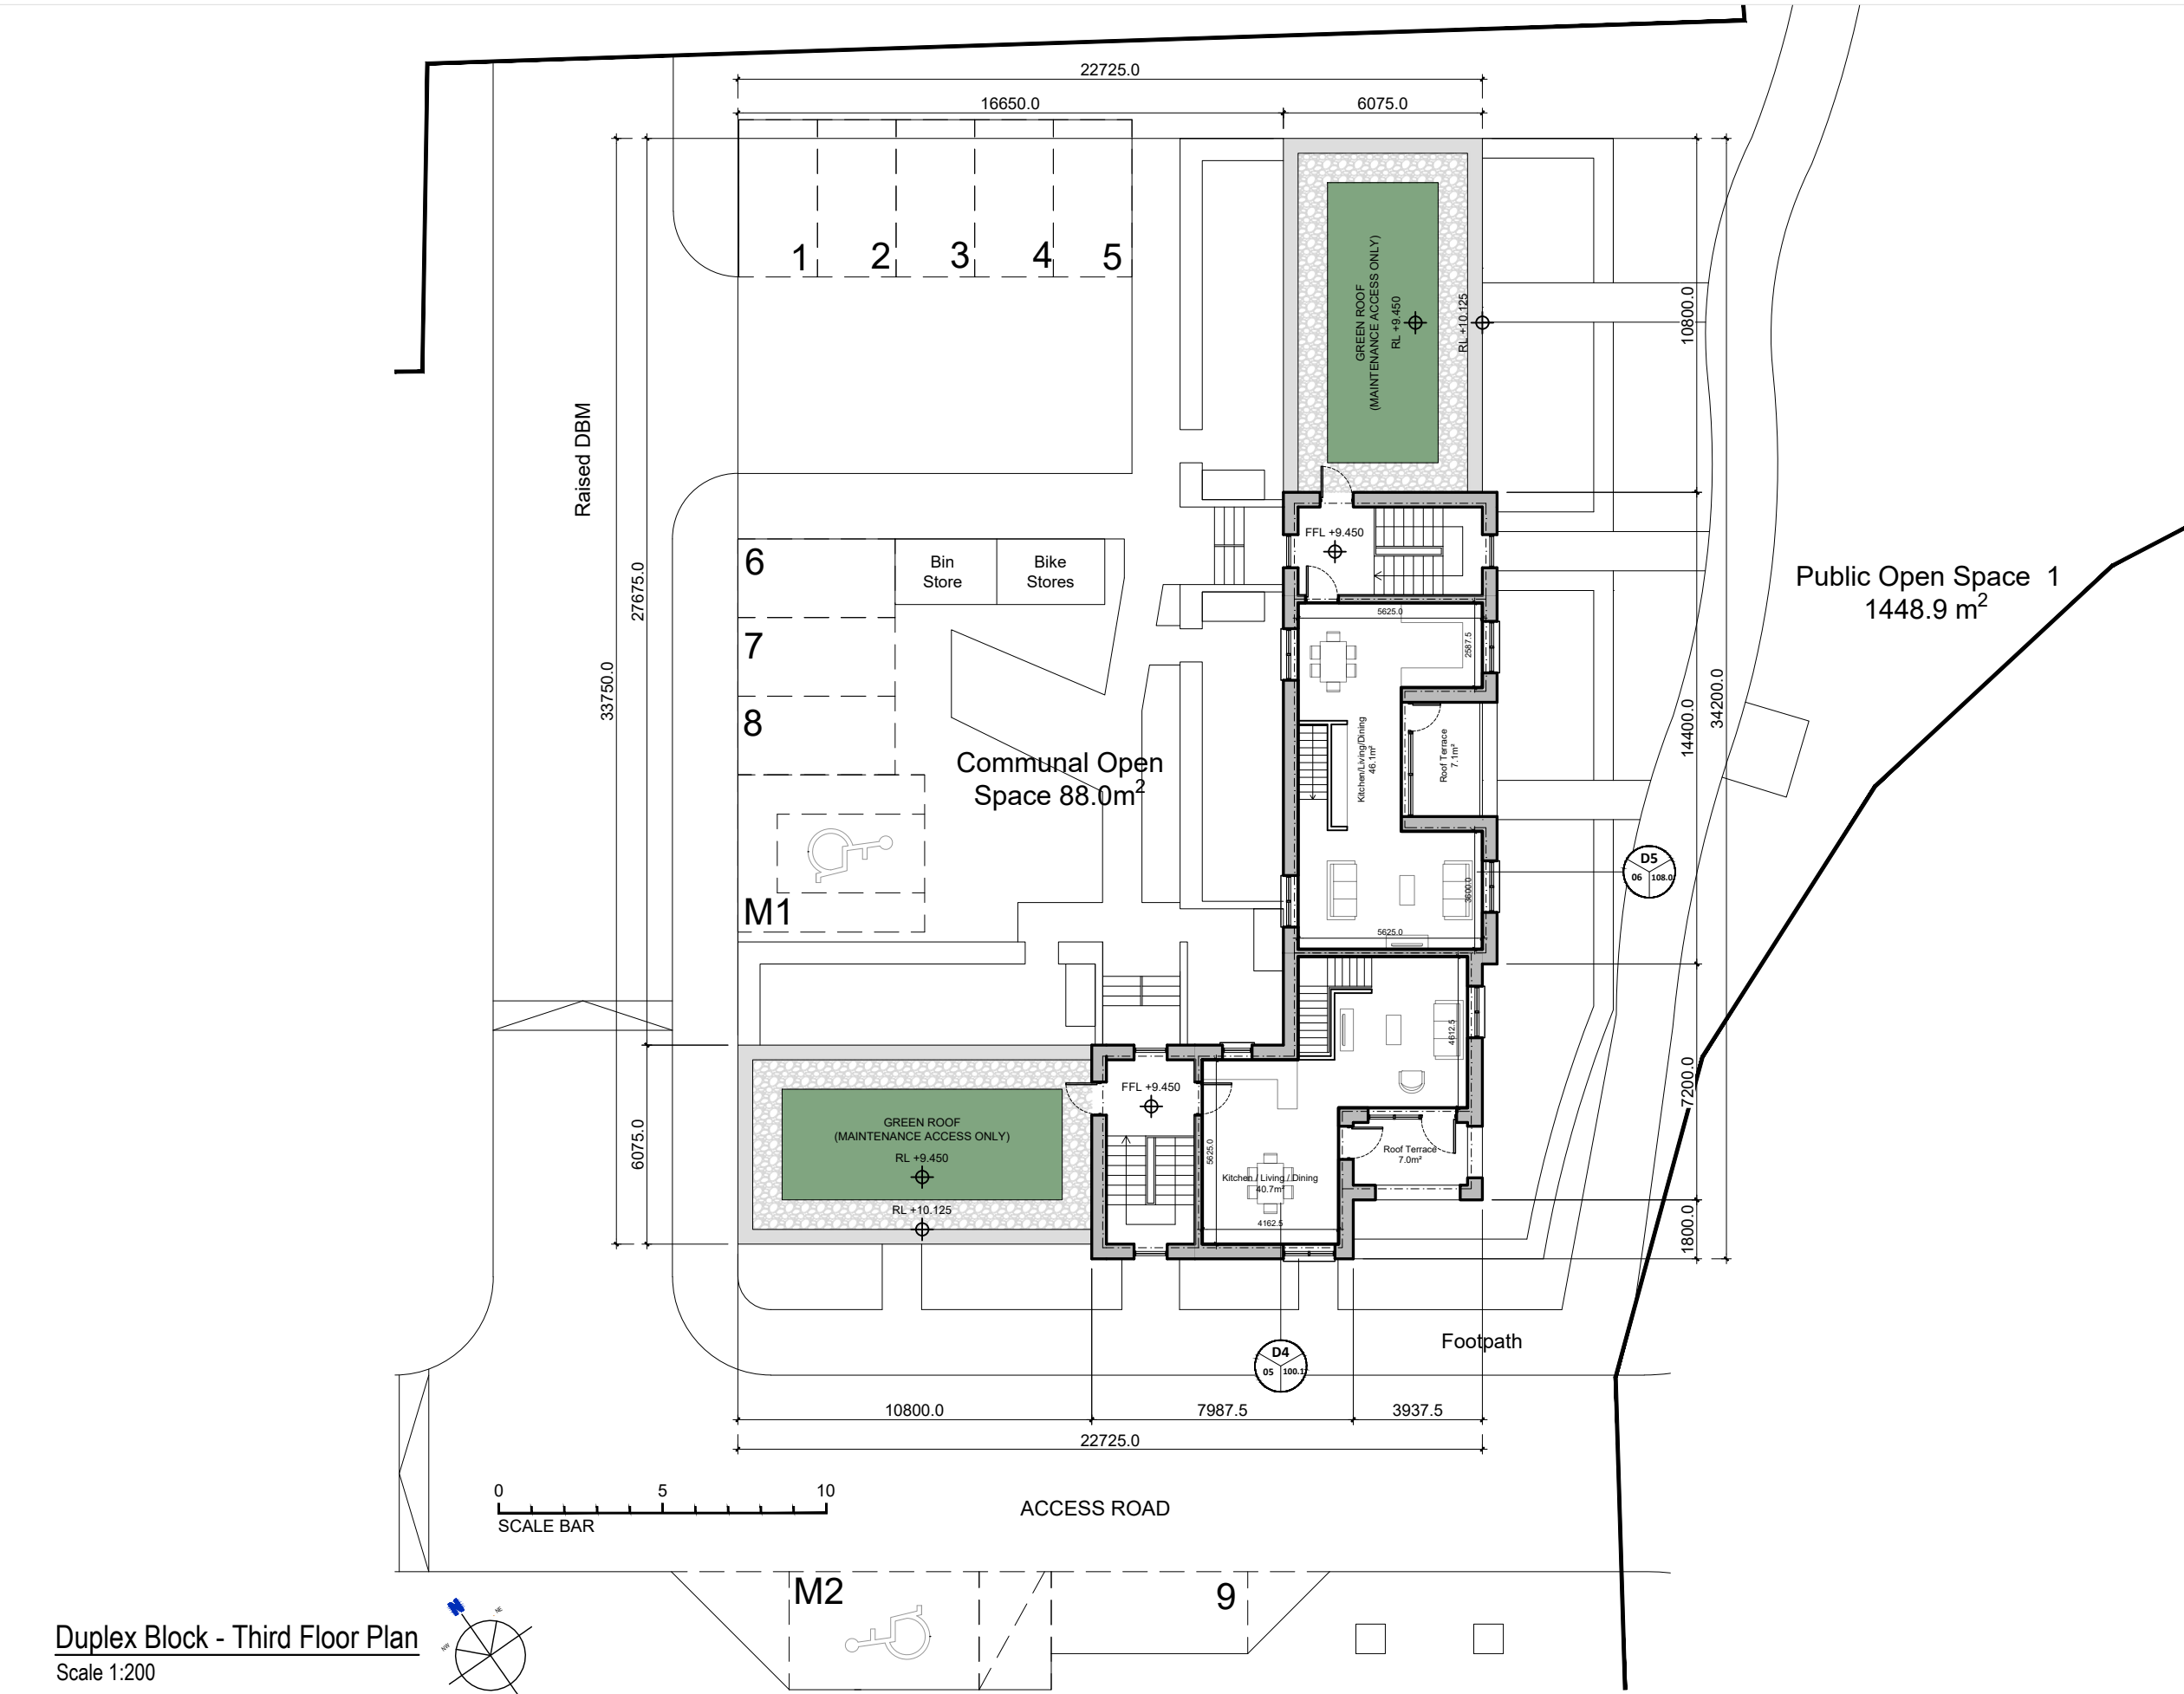 22725.0
16650.0
6075.0
1
2
3
4
5
GREEN ROOF
(MAINTENANCE ACCESS ONLY)
RL +9.450
RL +10.125
10800.0
Raised DBM
FFL +9.450
6
Bin
Store
Bike
Stores
Public Open Space 1
1448.9 m²
27675.0
5625.0
2587.5
7
33750.0
8
14400.0
34200.0
Kitchen/Living/Dining
46.1m²
Roof Terrace
7.1m²
Communal Open
Space 88.0m²
D5
06
108.0
3600.0
M1
5625.0
4612.5
7200.0
6075.0
FFL +9.450
GREEN ROOF
(MAINTENANCE ACCESS ONLY)
RL +9.450
RL +10.125
5625.0
Roof Terrace
7.0m²
Kitchen / Living / Dining
40.7m²
4162.5
1800.0
Footpath
D4
05
100.1
10800.0
7987.5
3937.5
22725.0
0
5
10
SCALE BAR
ACCESS ROAD
M2
9
N
NE
NW
Duplex Block - Third Floor Plan
Scale 1:200